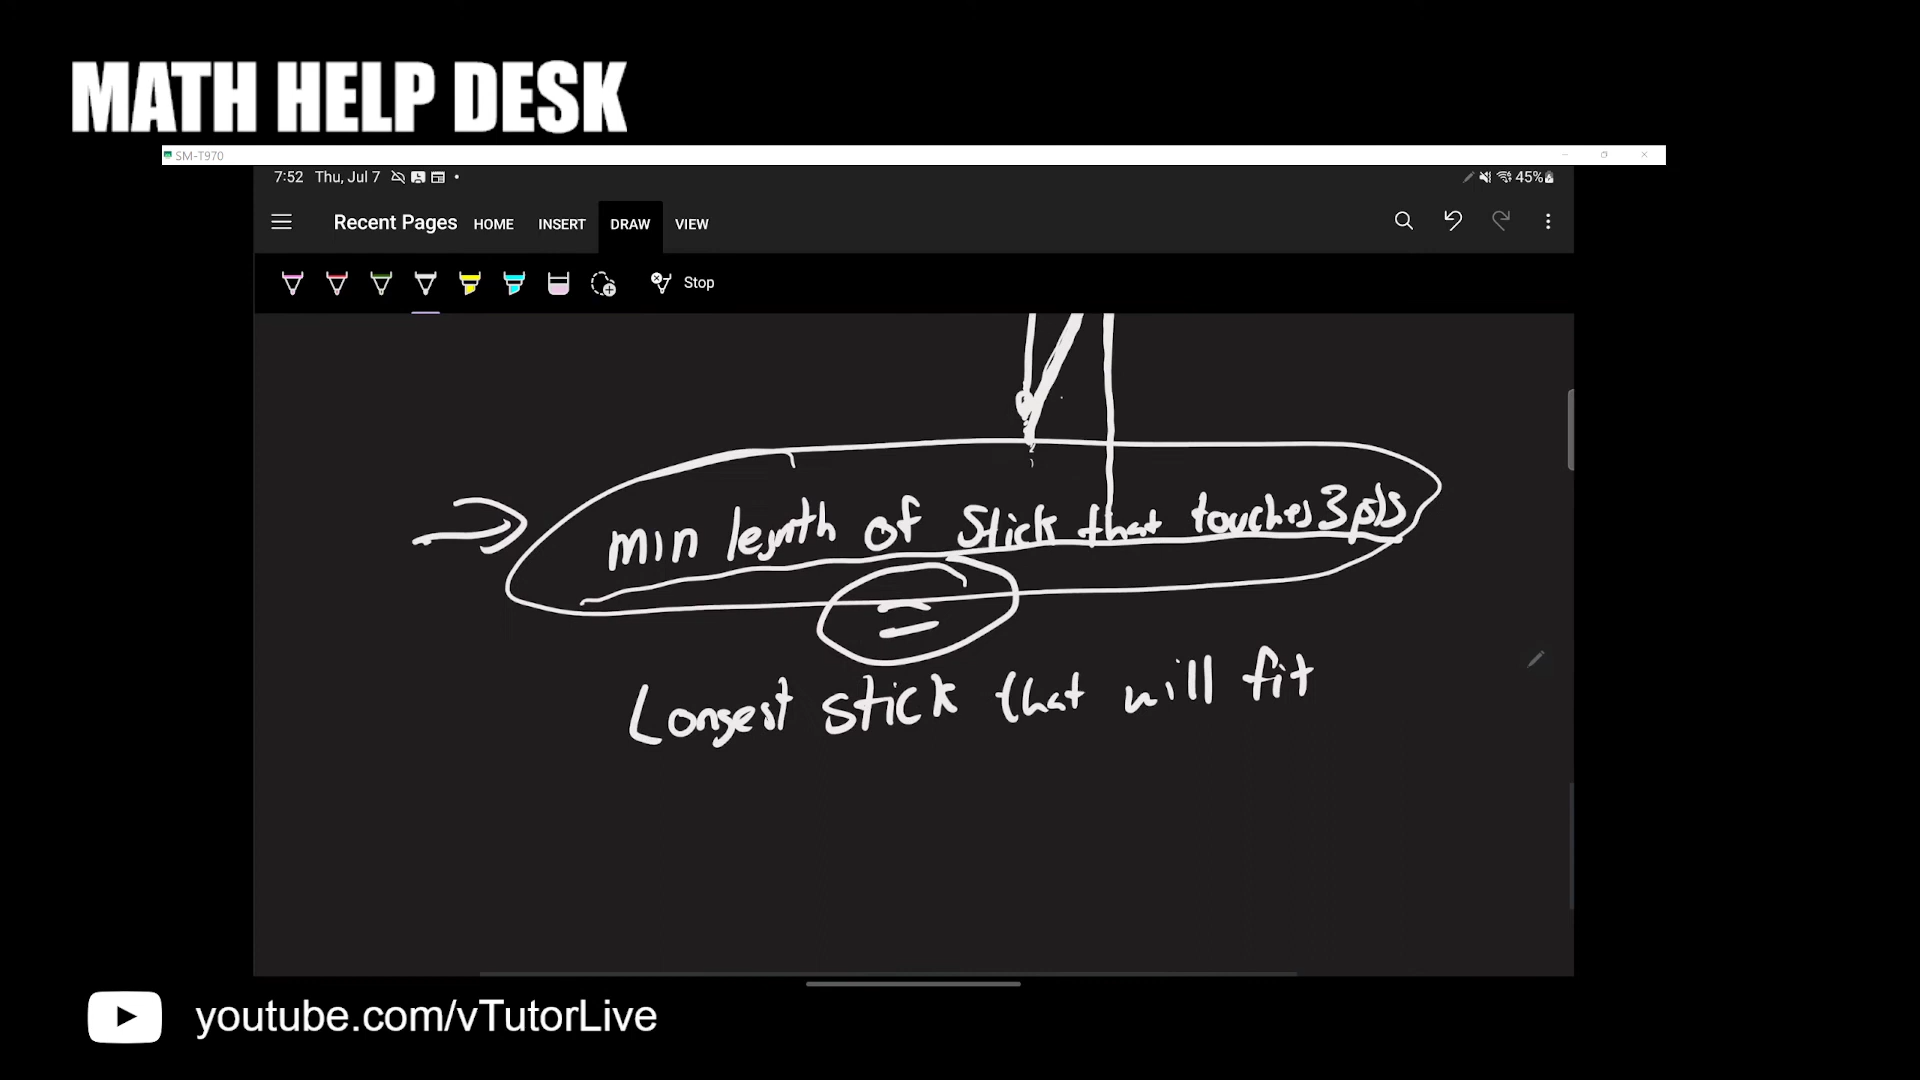 MATH HELP DESK
SM-T970
7:52 Thu, Jul 7 45%
Recent Pages HOME INSERT DRAW VIEW
Stop
min length of Stick that touches 3 pts
=
Longest stick that will fit
youtube.com/vTutorLive